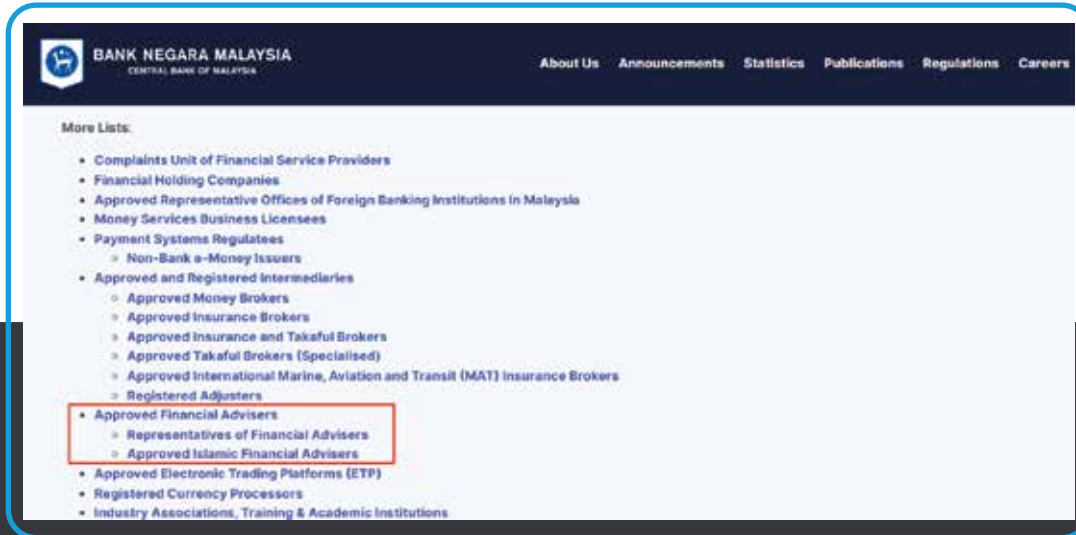 BANK NEGARA MALAYSIA
CENTRAL BANK OF MALAYSIA
About Us Announcements Statistics Publications Regulations Careers
More Lists:
Complaints Unit of Financial Service Providers
Financial Holding Companies
Approved Representative Offices of Foreign Banking Institutions in Malaysia
Money Services Business Licensees
Payment Systems Regulatees
Non-Bank e-Money Issuers
Approved and Registered Intermediaries
Approved Money Brokers
Approved Insurance Brokers
Approved Insurance and Takaful Brokers
Approved Takaful Brokers (Specialised)
Approved International Marine, Aviation and Transit (MAT) Insurance Brokers
Registered Adjusters
Approved Financial Advisers
Representatives of Financial Advisers
Approved Islamic Financial Advisers
Approved Electronic Trading Platforms (ETP)
Registered Currency Processors
Industry Associations, Training & Academic Institutions